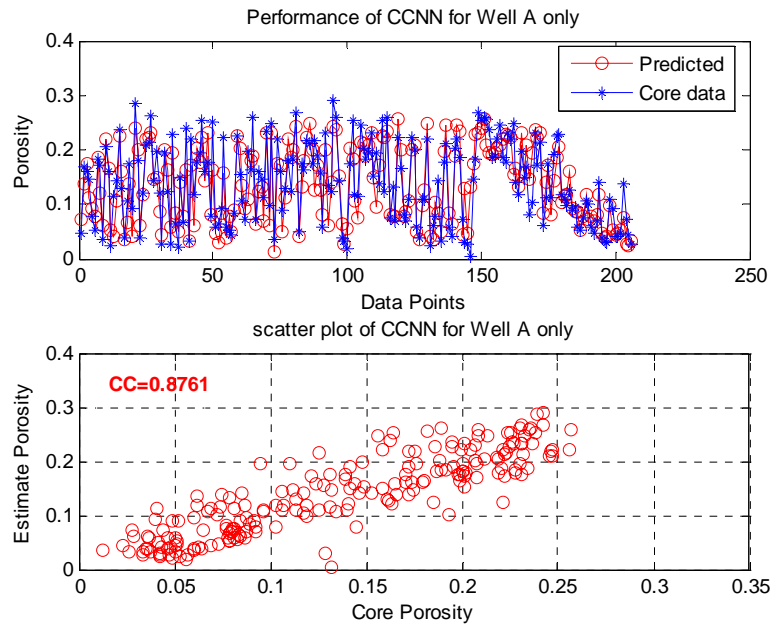 Performance of CCNN for Well A only
Porosity
0.4
0.3
0.2
0.1
0
Predicted
Core data
0 50 100 150 200 250
Data Points
scatter plot of CCNN for Well A only
Estimate Porosity
0.4
0.3
0.2
0.1
0
CC=0.8761
0 0.05 0.1 0.15 0.2 0.25 0.3 0.35
Core Porosity